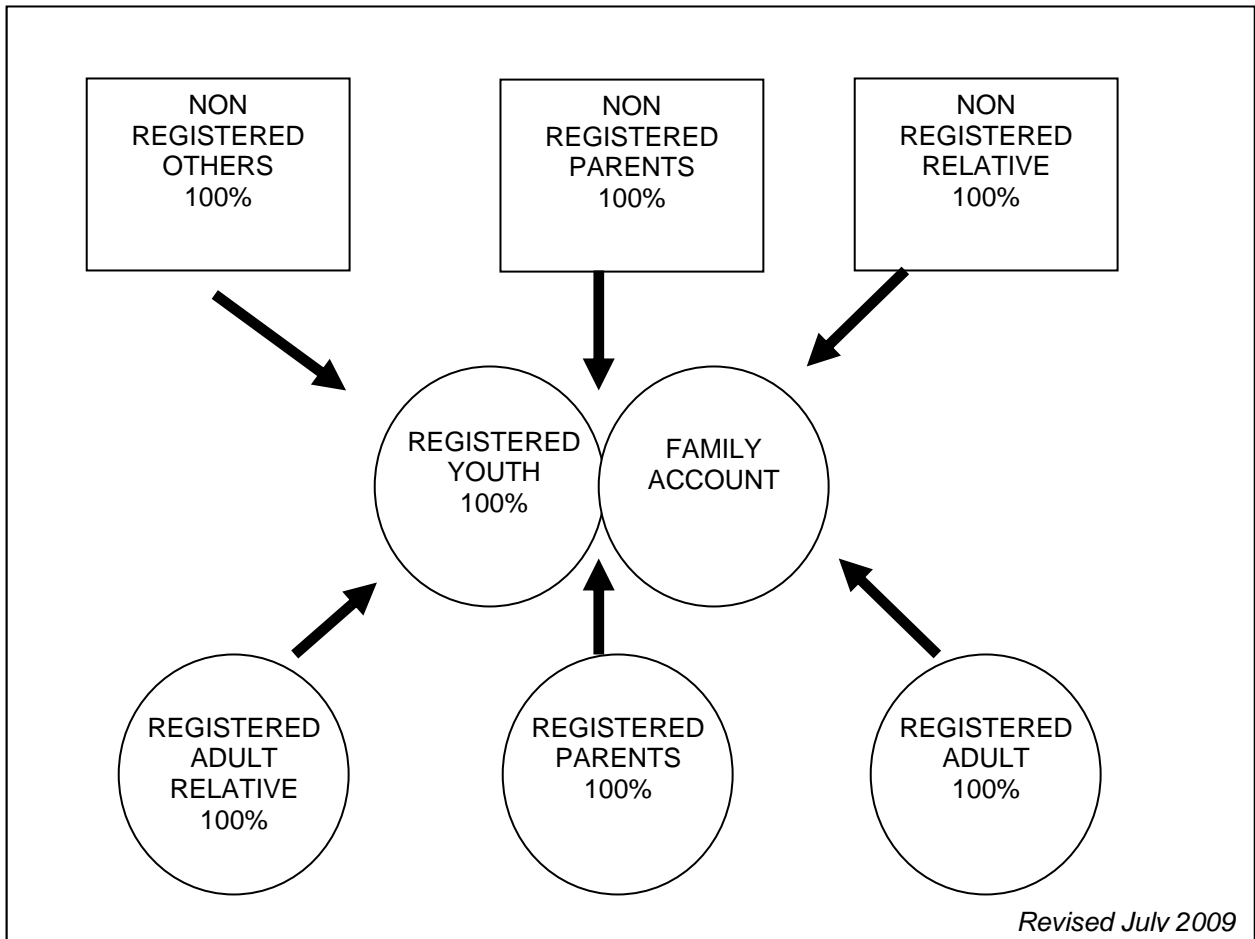 NON
REGISTERED
OTHERS
100%
NON
REGISTERED
PARENTS
100%
NON
REGISTERED
RELATIVE
100%
REGISTERED
YOUTH
100%
FAMILY
ACCOUNT
REGISTERED
ADULT
RELATIVE
100%
REGISTERED
PARENTS
100%
REGISTERED
ADULT
100%
Revised July 2009